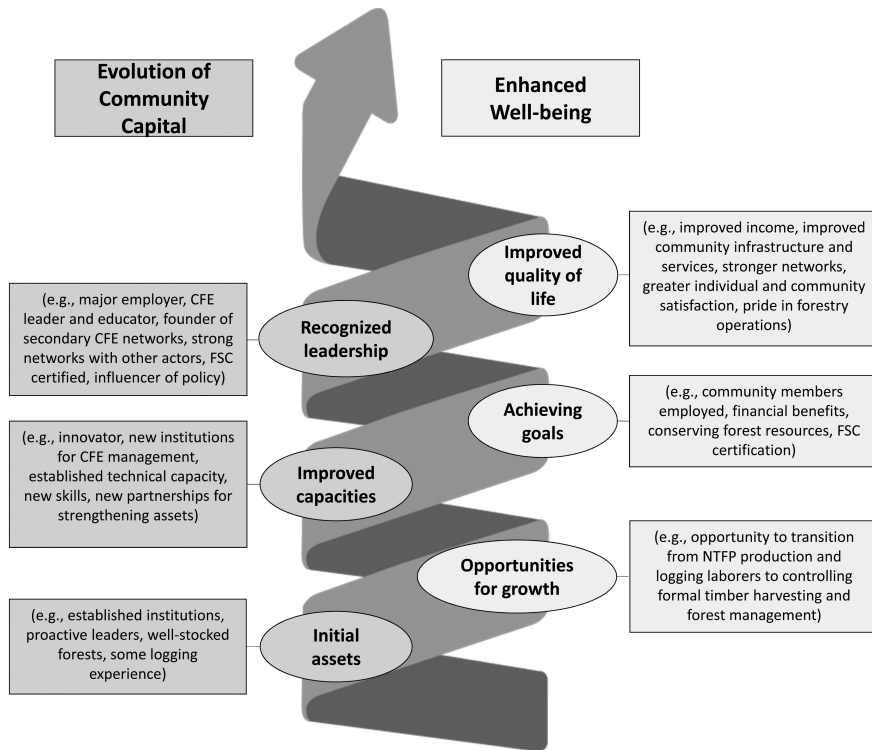 Evolution of
Community
Capital
Enhanced
Well-being
Improved
quality of
life
(e.g., improved income, improved
community infrastructure and
services, stronger networks,
greater individual and community
satisfaction, pride in forestry
operations)
(e.g., major employer, CFE
leader and educator, founder of
secondary CFE networks, strong
networks with other actors, FSC
certified, influencer of policy)
Recognized
leadership
Achieving
goals
(e.g., community members
employed, financial benefits,
conserving forest resources, FSC
certification)
(e.g., innovator, new institutions
for CFE management,
established technical capacity,
new skills, new partnerships for
strengthening assets)
Improved
capacities
Opportunities
for growth
(e.g., opportunity to transition
from NTFP production and
logging laborers to controlling
formal timber harvesting and
forest management)
(e.g., established institutions,
proactive leaders, well-stocked
forests, some logging
experience)
Initial
assets